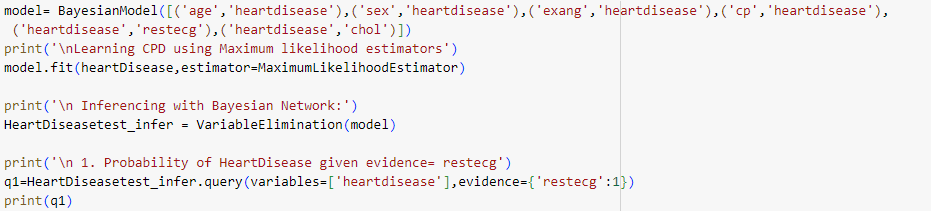 model= BayesianModel([('age','heartdisease'),('sex','heartdisease'),('exang','heartdisease'),('cp','heartdisease'),
('heartdisease','restecg'),('heartdisease','chol')])
print('\nLearning CPD using Maximum likelihood estimators')
model.fit(heartDisease,estimator=MaximumLikelihoodEstimator)
print('\n Inferencing with Bayesian Network:')
HeartDiseasetest_infer = VariableElimination(model)
print('\n 1. Probability of HeartDisease given evidence= restecg')
q1=HeartDiseasetest_infer.query(variables=['heartdisease'],evidence={'restecg':1})
print(q1)